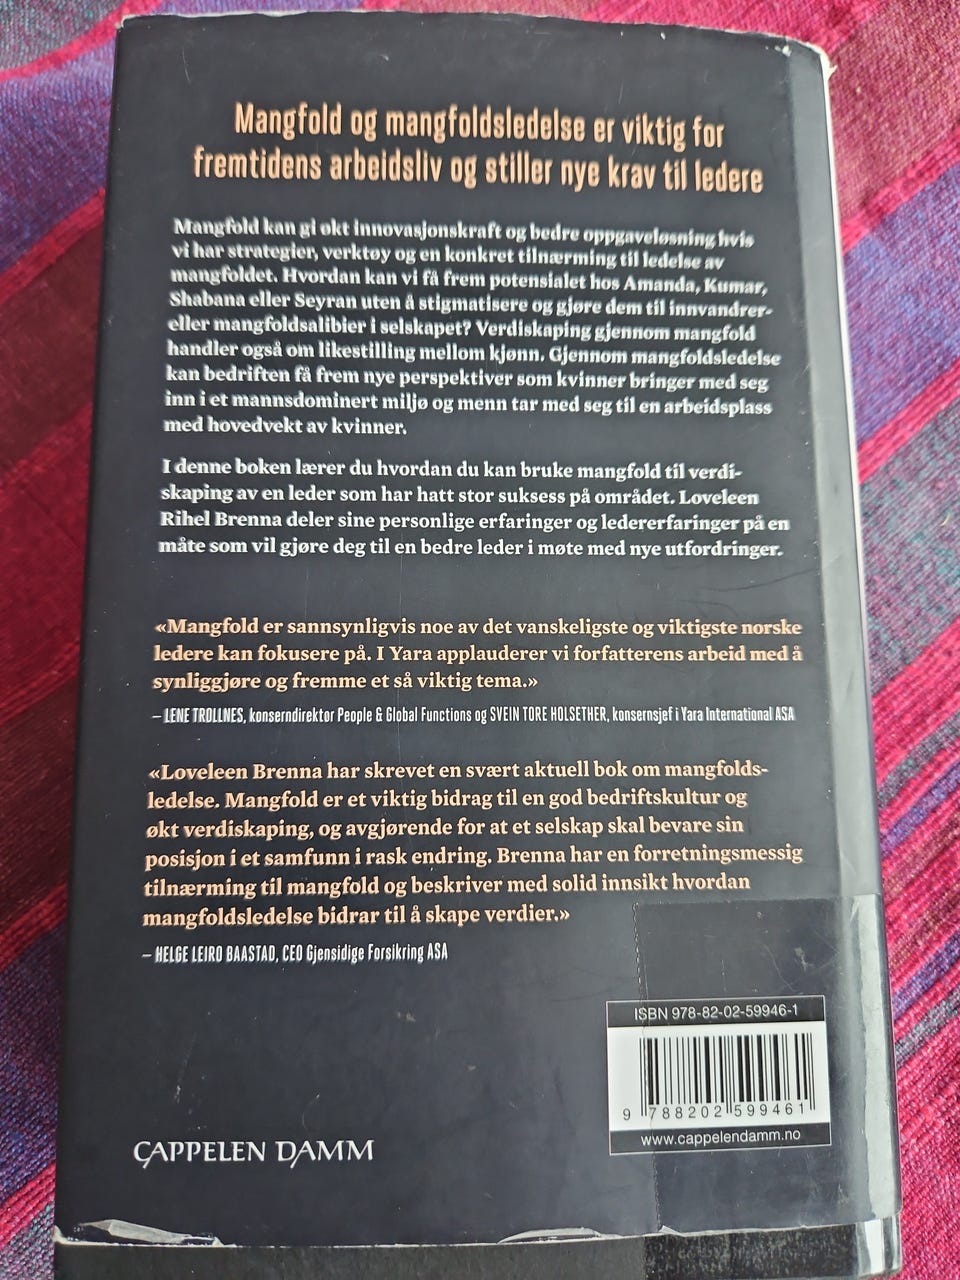 Mangfold og mangfoldsledelse er viktig for
fremtidens arbeidsliv og stiller nye krav til ledere
Mangfold kan gi økt innovasjonskraft og bedre oppgaveløsning hvis
vi har strategier, verktøy og en konkret tilnærming til ledelse av
mangfoldet. Hvordan kan vi få frem potensialet hos Amanda, Kumar,
Shabana eller Seyran uten å stigmatisere og gjøre dem til innvandrer-
eller mangfoldsalibier i selskapet? Verdiskaping gjennom mangfold
handler også om likestilling mellom kjønn. Gjennom mangfoldsledelse
kan bedriften få frem nye perspektiver som kvinner bringer med seg
inn i et mannsdominert miljø og menn tar med seg til en arbeidsplass
med hovedvekt av kvinner.
I denne boken lærer du hvordan du kan bruke mangfold til verdi-
skaping av en leder som har hatt stor suksess på området. Loveleen
Rihel Brenna deler sine personlige erfaringer og ledererfaringer på en
måte som vil gjøre deg til en bedre leder i møte med nye utfordringer.
«Mangfold er sannsynligvis noe av det vanskeligste og viktigste norske
ledere kan fokusere på. I Yara applauderer vi forfatterens arbeid med å
synliggjøre og fremme et så viktig tema.»
– LENE TROLLNES, konserndirektor People & Global Functions og SVEIN TORE HOLSETHER, konsernsjef i Yara International ASA
«Loveleen Brenna har skrevet en svært aktuell bok om mangfolds-
ledelse. Mangfold er et viktig bidrag til en god bedriftskultur og
økt verdiskaping, og avgjørende for at et selskap skal bevare sin
posisjon i et samfunn i rask endring. Brenna har en forretningsmessig
tilnærming til mangfold og beskriver med solid innsikt hvordan
mangfoldsledelse bidrar til å skape verdier.»
– HELGE LEIRO BAASTAD, CEO Gjensidige Forsikring ASA
ISBN 978-82-02-59946-1
9 788202 599461
www.cappelendamm.no
CAPPELEN DAMM